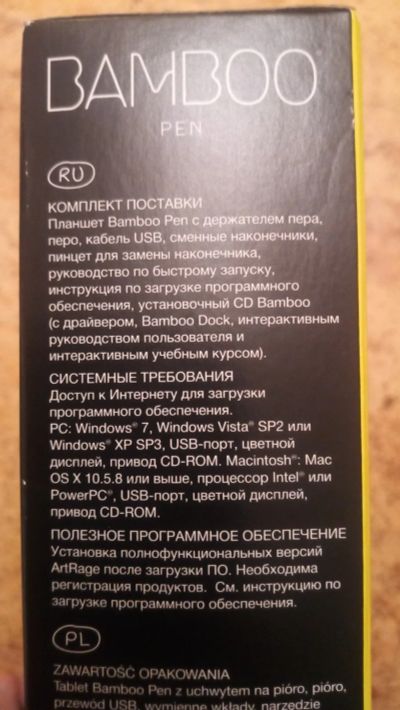 BAMBOO
PEN
RU
КОМПЛЕКТ ПОСТАВКИ
Планшет Bamboo Pen с держателем пера,
перо, кабель USB, сменные наконечники,
пинцет для замены наконечника,
руководство по быстрому запуску,
инструкция по загрузке программного
обеспечения, установочный CD Bamboo
(с драйвером, Bamboo Dock, интерактивным
руководством пользователя и
интерактивным учебным курсом).
СИСТЕМНЫЕ ТРЕБОВАНИЯ
Доступ к Интернету для загрузки
программного обеспечения.
PC: Windows® 7, Windows Vista® SP2 или
Windows® XP SP3, USB-порт, цветной
дисплей, привод CD-ROM. Macintosh®: Mac
OS X 10.5.8 или выше, процессор Intel® или
PowerPC®, USB-порт, цветной дисплей,
привод CD-ROM.
ПОЛЕЗНОЕ ПРОГРАММНОЕ ОБЕСПЕЧЕНИЕ
Установка полнофункциональных версий
ArtRage после загрузки ПО. Необходима
регистрация продуктов. См. инструкцию по
загрузке программного обеспечения.
PL
ZAWARTOŚĆ OPAKOWANIA
Tablet Bamboo Pen z uchwytem na pióro, pióro,
przewód USB, wymienne wkłady, narzędzie